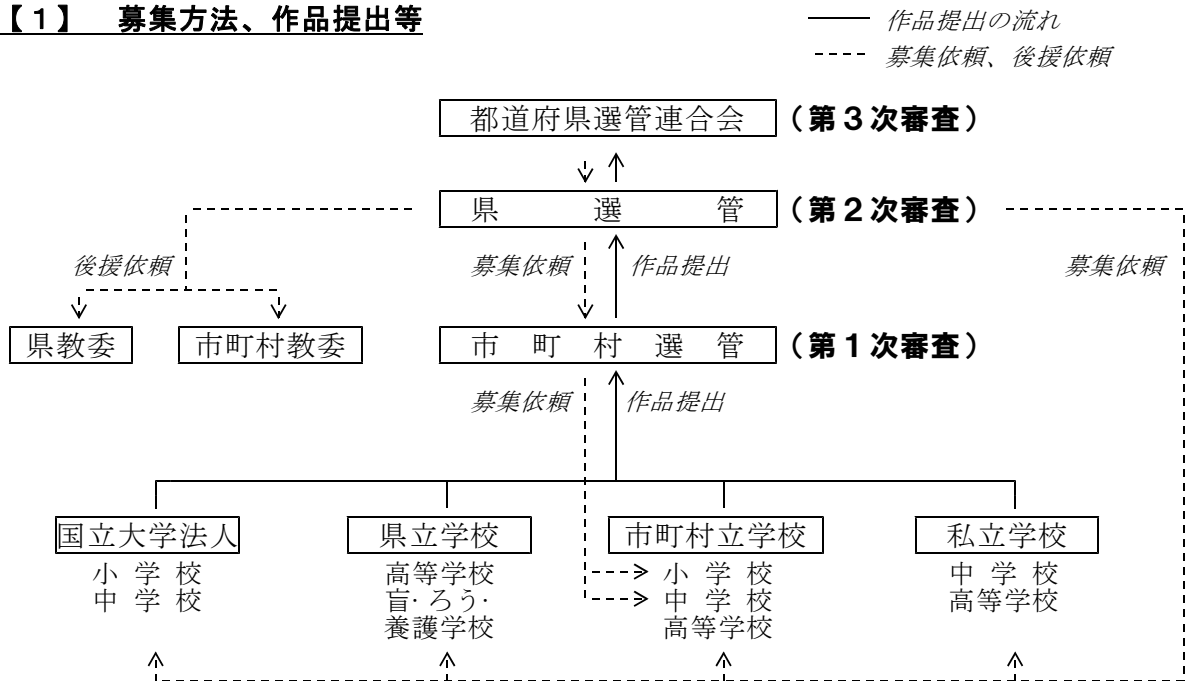 【1】 募集方法、作品提出等
作品提出の流れ
募集依頼、後援依頼
都道府県選管連合会 (第3次審査)
県 選 管 (第2次審査)
後援依頼 募集依頼 作品提出 募集依頼
県教委 市町村教委 市 町 村 選 管 (第1次審査)
募集依頼 作品提出
国立大学法人 県立学校 市町村立学校 私立学校
小 学 校 高等学校 小 学 校 中 学 校
中 学 校 盲・ろう・ 中 学 校 高等学校
養護学校 高等学校